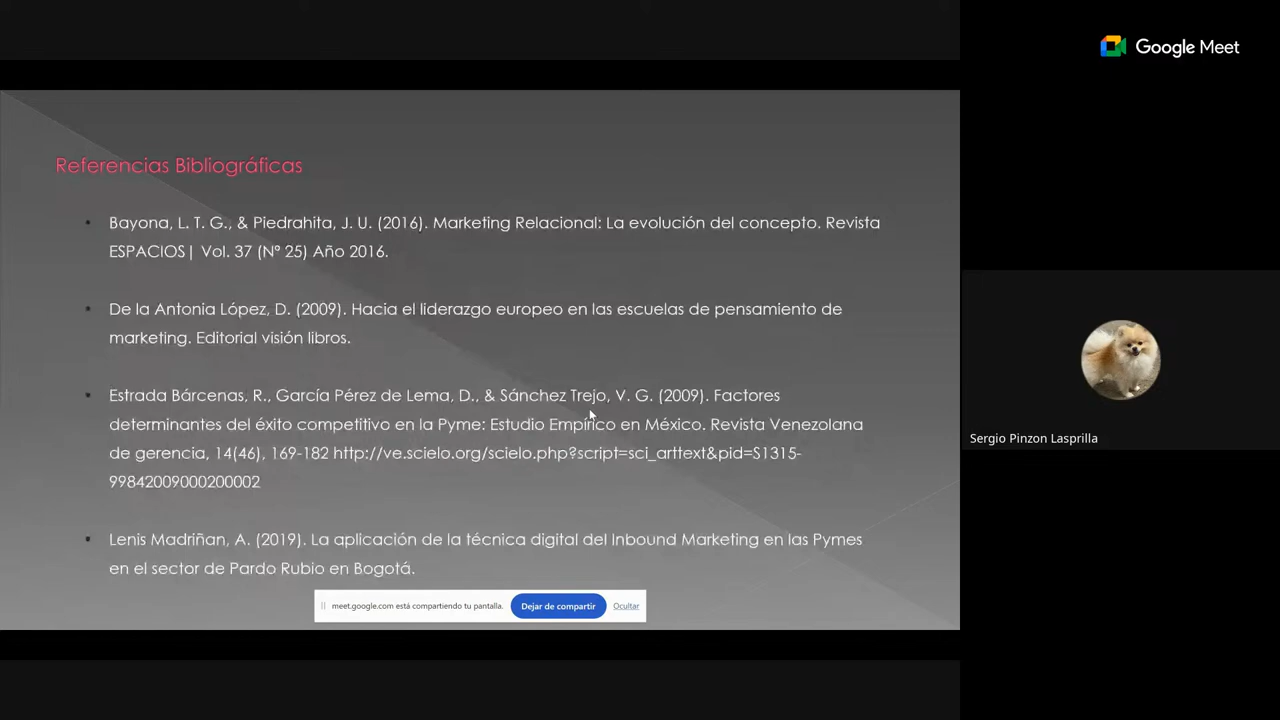 Google Meet
Referencias Bibliográficas
Bayona, L. T. G., & Piedrahita, J. U. (2016). Marketing Relacional: La evolución del concepto. Revista
ESPACIOS| Vol. 37 (Nº 25) Año 2016.
De la Antonia López, D. (2009). Hacia el liderazgo europeo en las escuelas de pensamiento de
marketing. Editorial visión libros.
Estrada Bárcenas, R., García Pérez de Lema, D., & Sánchez Trejo, V. G. (2009). Factores
determinantes del éxito competitivo en la Pyme: Estudio Empírico en México. Revista Venezolana
de gerencia, 14(46), 169-182 http://ve.scielo.org/scielo.php?script=sci_arttext&pid=S1315-
99842009000200002
Lenis Madriñan, A. (2019). La aplicación de la técnica digital del Inbound Marketing en las Pymes
en el sector de Pardo Rubio en Bogotá.
meet.google.com está compartiendo tu pantalla. Dejar de compartir Ocultar
Sergio Pinzon Lasprilla